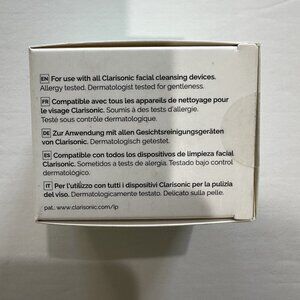 EN For use with all Clarisonic facial cleansing devices.
Allergy tested. Dermatologist tested for gentleness.
FR Compatible avec tous les appareils de nettoyage pour
le visage Clarisonic. Soumis à des tests d'allergie.
Testé sous contrôle dermatologique.
DE Zur Anwendung mit allen Gesichtsreinigungsgeräten
von Clarisonic. Dermatologisch getestet.
ES Compatible con todos los dispositivos de limpieza facial
Clarisonic. Sometidos a tests de alergia. Testado bajo control
dermatológico.
IT Per l'utilizzo con tutti i dispositivi Clarisonic per la pulizia
del viso. Dermatologicamente testato. Delicato sulla pelle.
pat.: www.clarisonic.com/ip